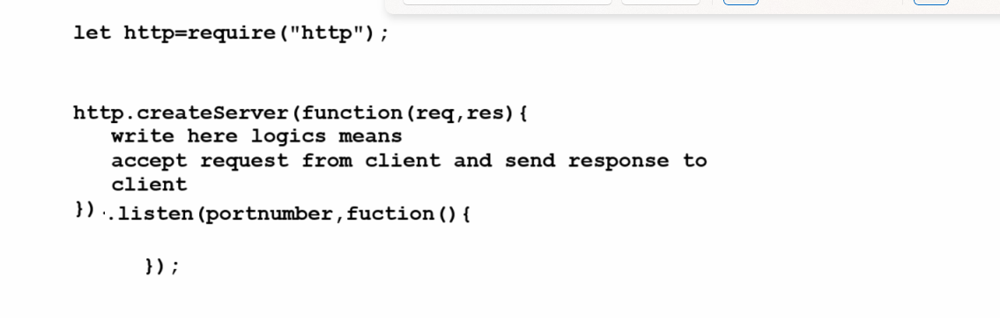 let http=require("http");
http.createServer(function(req,res){
write here logics means
accept request from client and send response to
client
}).listen(portnumber,fuction(){
});